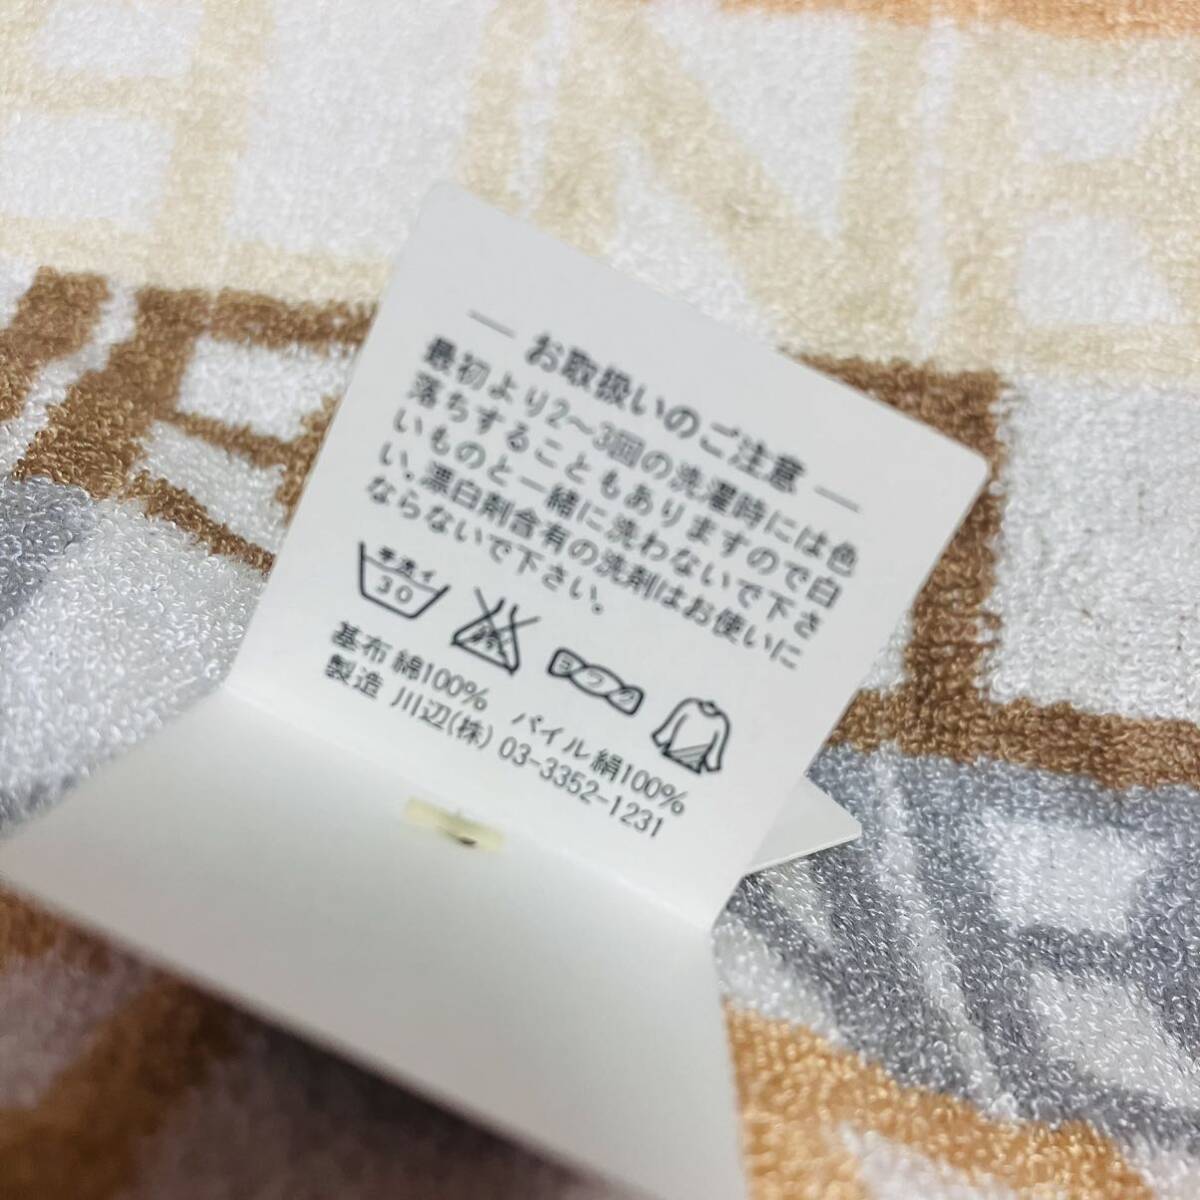 — お取扱いのご注意 —
最初より2〜3回の洗濯時には色
落ちすることもありますので白
いものと一緒に洗わないで下さ
い。漂白剤含有の洗剤はお使いに
ならないで下さい。
手洗イ
30
基布 綿100% パイル絹100%
製造 川辺(株) 03-3352-1231